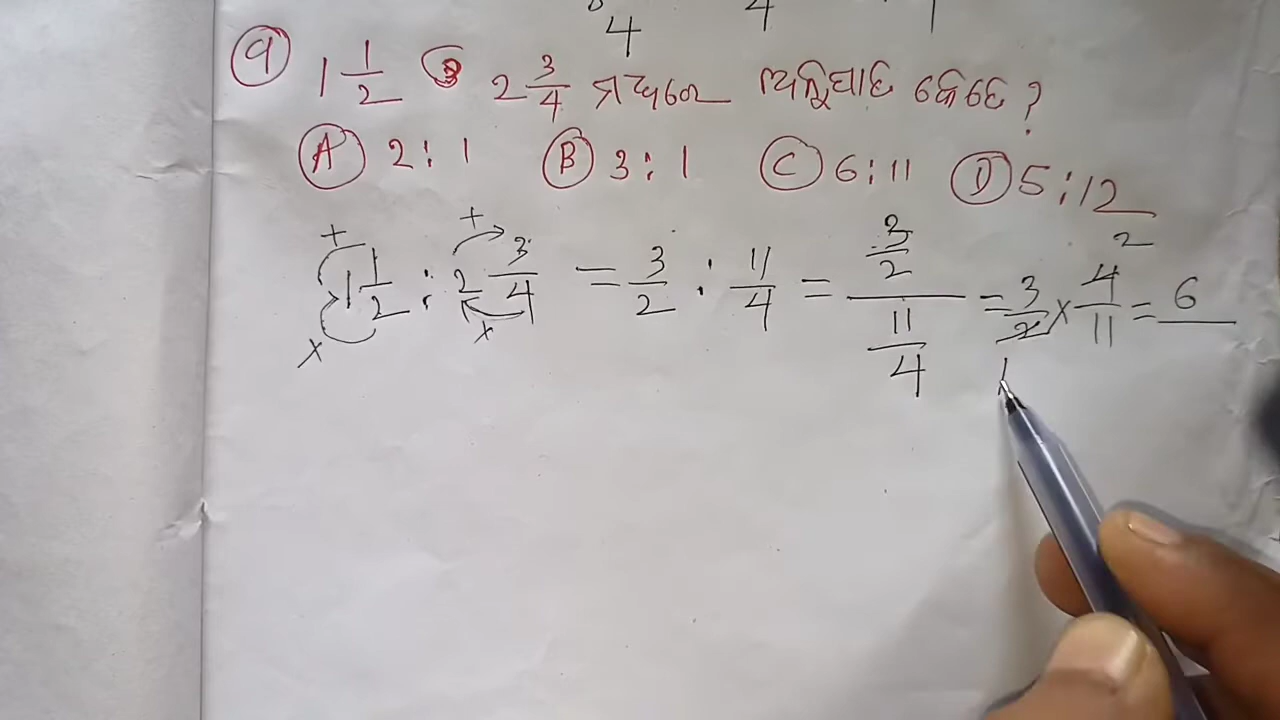 4 4 1
9 1 1/2 ଓ 2 3/4 ମଧ୍ୟରେ ଅନୁପାତ କେତେ ?
A 2 : 1 B 3 : 1 C 6 : 11 D 5 : 12
+ × 1 1/2 : 2 3/4 + × = 3/2 : 11/4 = 3/2 / 11/4 = 3/2 × 4/11 = 6
2
1